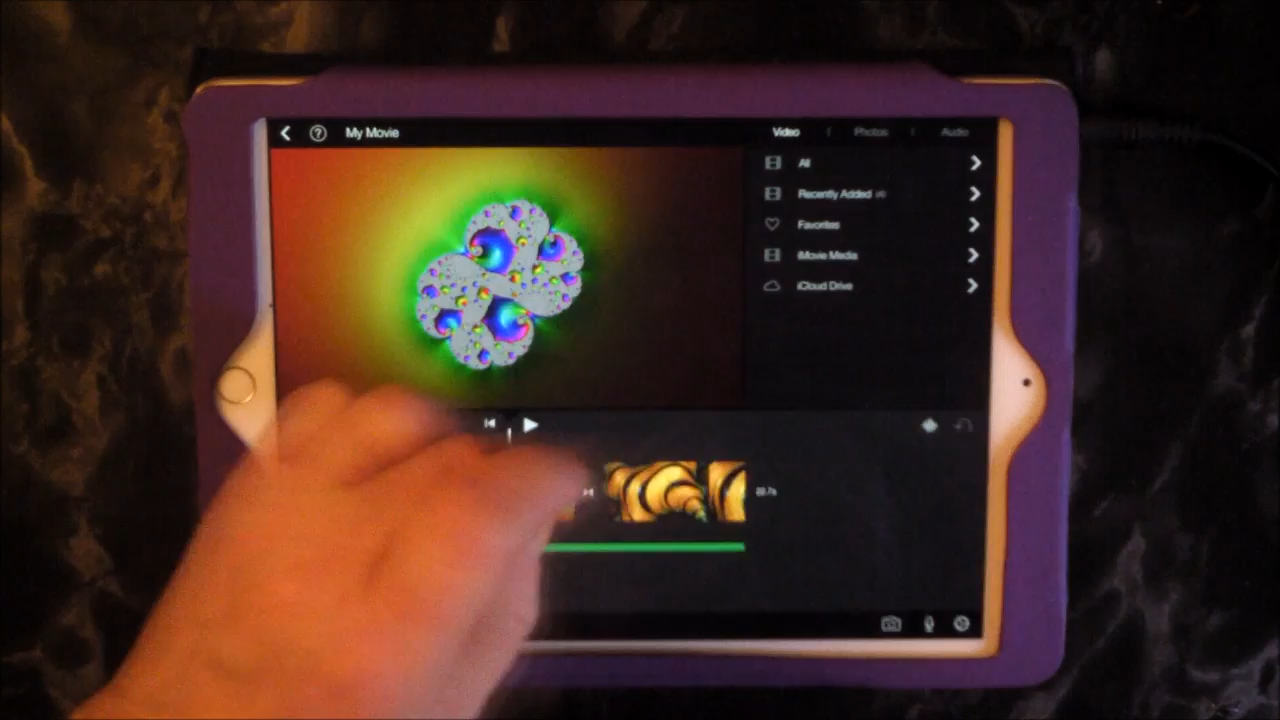 ? My Movie
Video Photos Audio
All
Recently Added
Favorites
iMovie Media
iCloud Drive